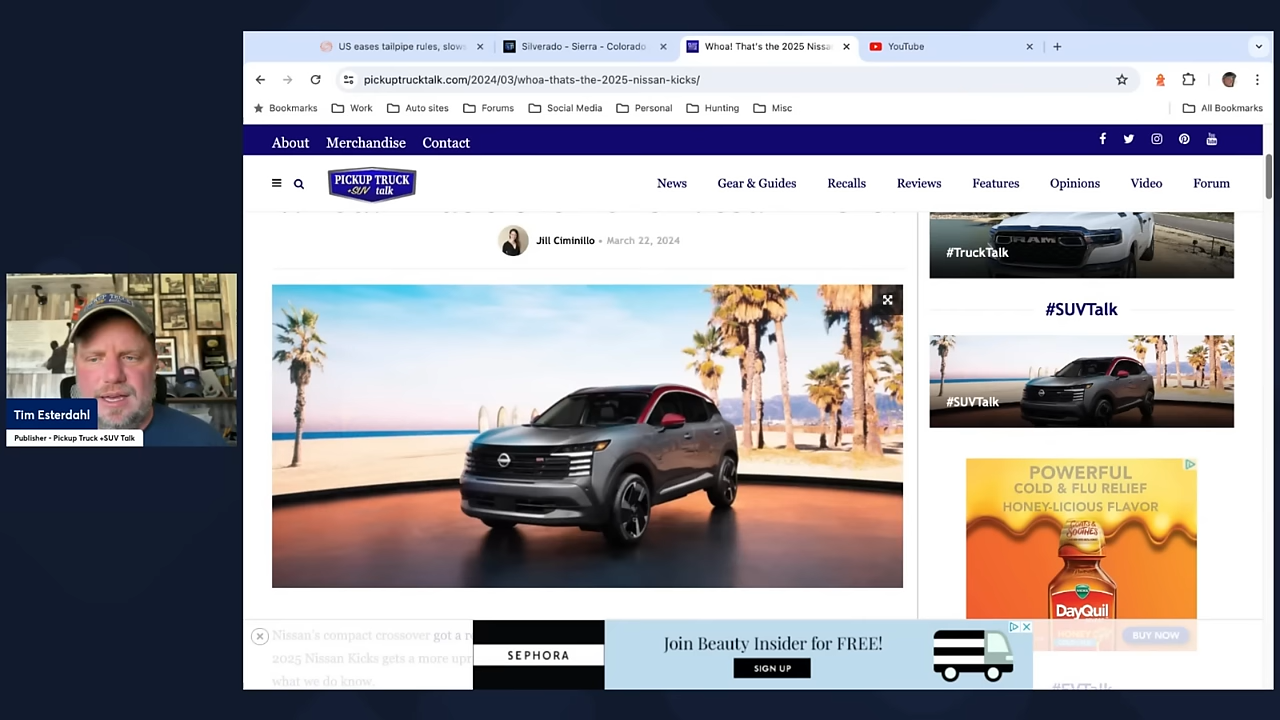 US eases tailpipe rules, slows
Silverado - Sierra - Colorado
Whoa! That's the 2025 Nissa
YouTube
pickuptrucktalk.com/2024/03/whoa-thats-the-2025-nissan-kicks/
Bookmarks
Work
Auto sites
Forums
Social Media
Personal
Hunting
Misc
All Bookmarks
About
Merchandise
Contact
PICKUP TRUCK
+SUV talk
News
Gear & Guides
Recalls
Reviews
Features
Opinions
Video
Forum
Jill Ciminillo • March 22, 2024
RAM
#TruckTalk
#SUVTalk
#SUVTalk
POWERFUL
COLD & FLU RELIEF
HONEY-LICIOUS FLAVOR
DayQuil
BUY NOW
Tim Esterdahl
Publisher - Pickup Truck +SUV Talk
Nissan's compact crossover got a r
2025 Nissan Kicks gets a more upr
what we do know.
SEPHORA
Join Beauty Insider for FREE!
SIGN UP